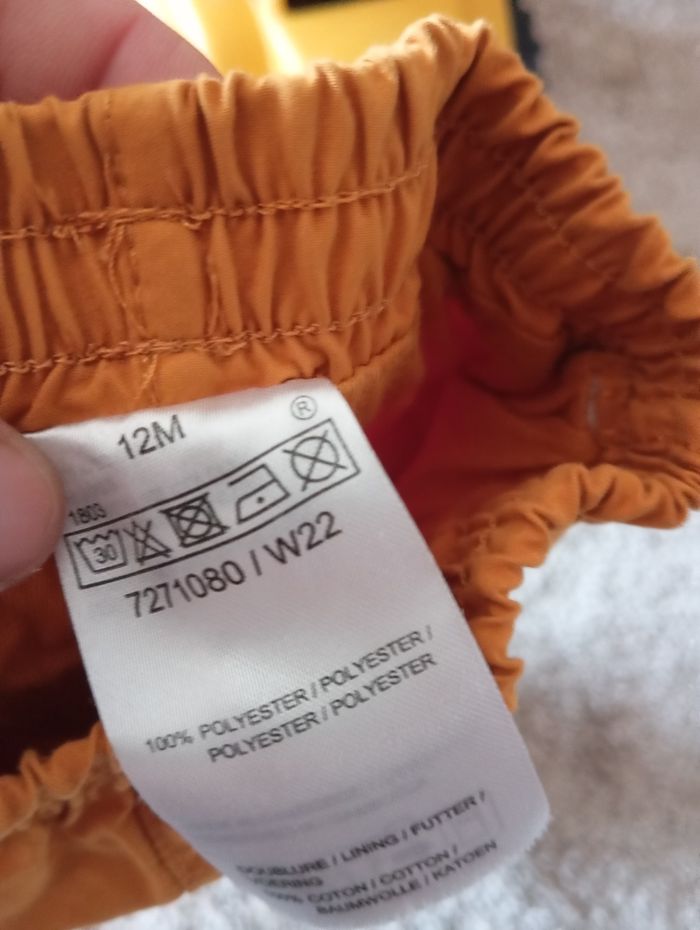 12M
®
1803
30
7271080 / W22
100% POLYESTER / POLYESTER /
POLYESTER / POLYESTER
DOUBLURE / LINING / FUTTER /
COTON / COTTON /
BAUMWOLLE / KATOEN